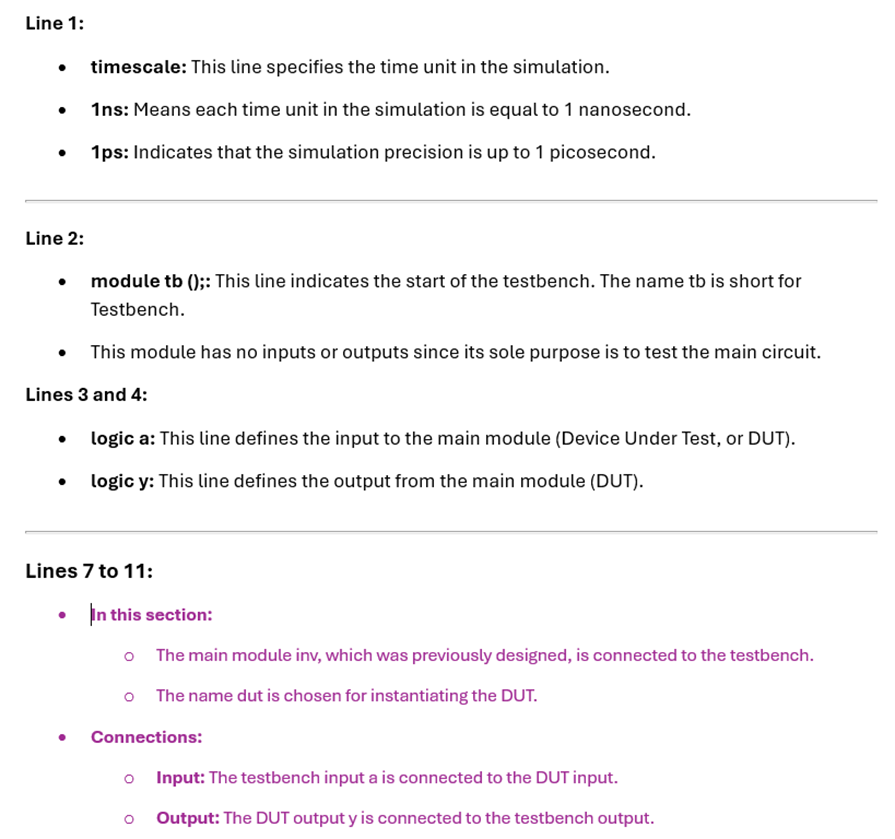 Line 1:
• timescale: This line specifies the time unit in the simulation.
• 1ns: Means each time unit in the simulation is equal to 1 nanosecond.
• 1ps: Indicates that the simulation precision is up to 1 picosecond.
Line 2:
• module tb ();: This line indicates the start of the testbench. The name tb is short for
Testbench.
• This module has no inputs or outputs since its sole purpose is to test the main circuit.
Lines 3 and 4:
• logic a: This line defines the input to the main module (Device Under Test, or DUT).
• logic y: This line defines the output from the main module (DUT).
Lines 7 to 11:
• In this section:
o The main module inv, which was previously designed, is connected to the testbench.
o The name dut is chosen for instantiating the DUT.
• Connections:
o Input: The testbench input a is connected to the DUT input.
o Output: The DUT output y is connected to the testbench output.